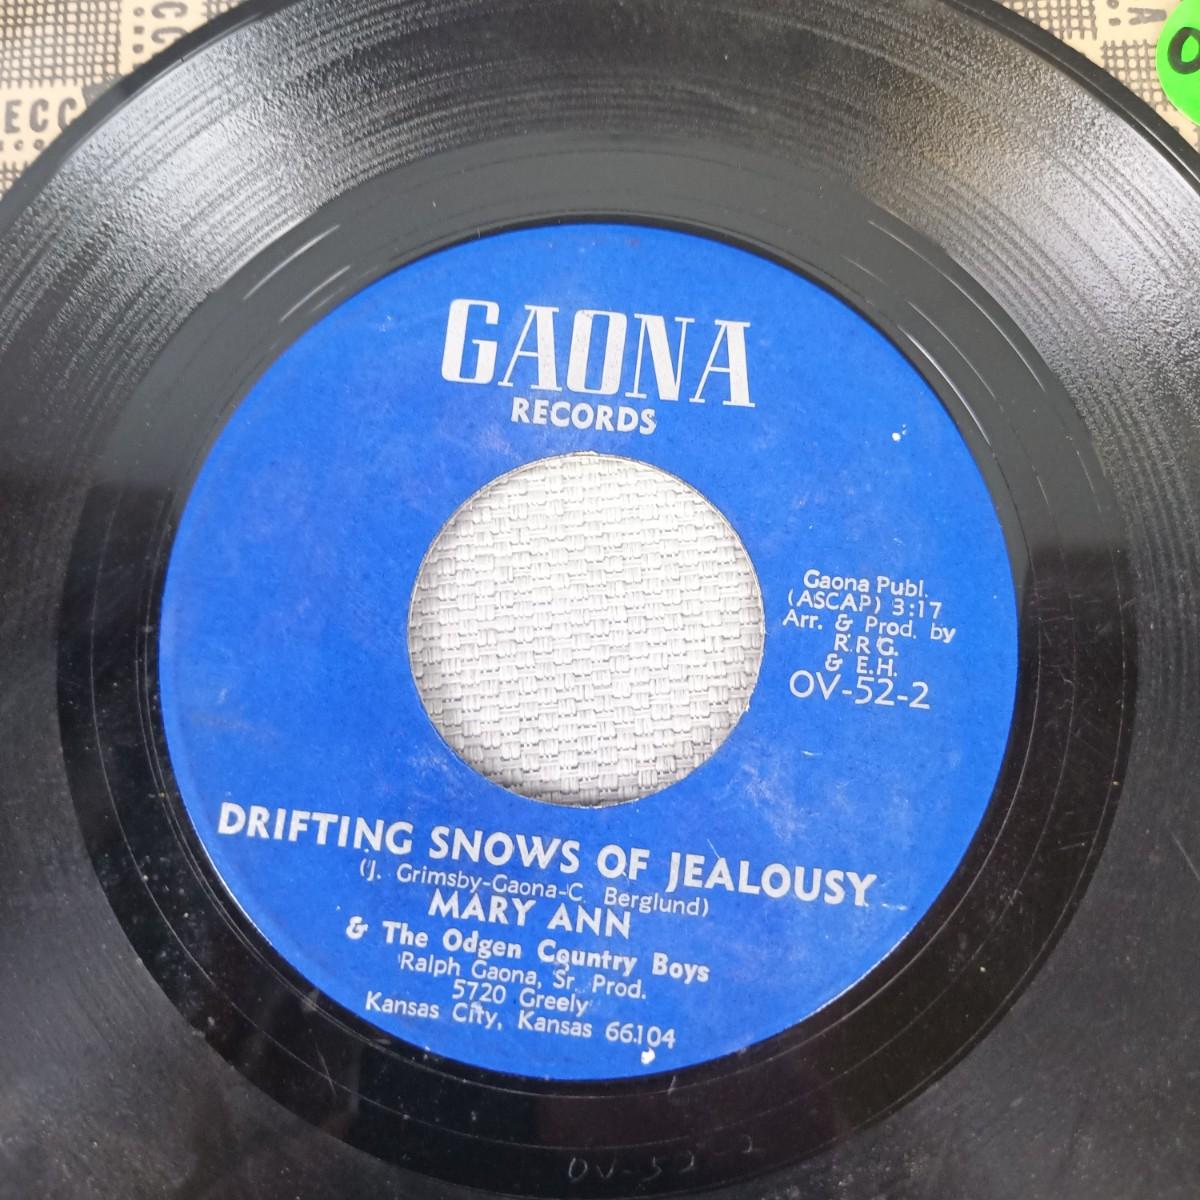 GAONA
RECORDS
Gaona Publ.
(ASCAP) 3:17
Arr. & Prod. by
R.R.G.
& E.H.
OV-52-2
DRIFTING SNOWS OF JEALOUSY
(J. Grimsby-Gaona-C. Berglund)
MARY ANN
& The Odgen Country Boys
Ralph Gaona, Sr. Prod.
5720 Greely
Kansas City, Kansas 66104
OV-52-2